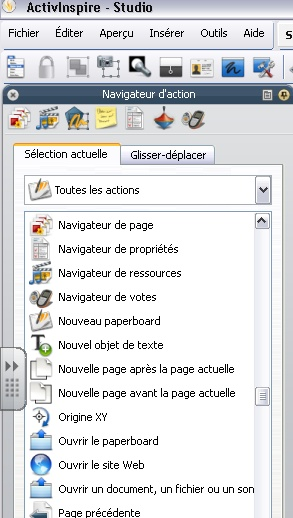 ActivInspire - Studio
Fichier Éditer Aperçu Insérer Outils Aide S
Navigateur d'action
Sélection actuelle Glisser-déplacer
Toutes les actions
Navigateur de page
Navigateur de propriétés
Navigateur de ressources
Navigateur de votes
Nouveau paperboard
Nouvel objet de texte
Nouvelle page après la page actuelle
Nouvelle page avant la page actuelle
Origine XY
Ouvrir le paperboard
Ouvrir le site Web
Ouvrir un document, un fichier ou un son
Page précédente